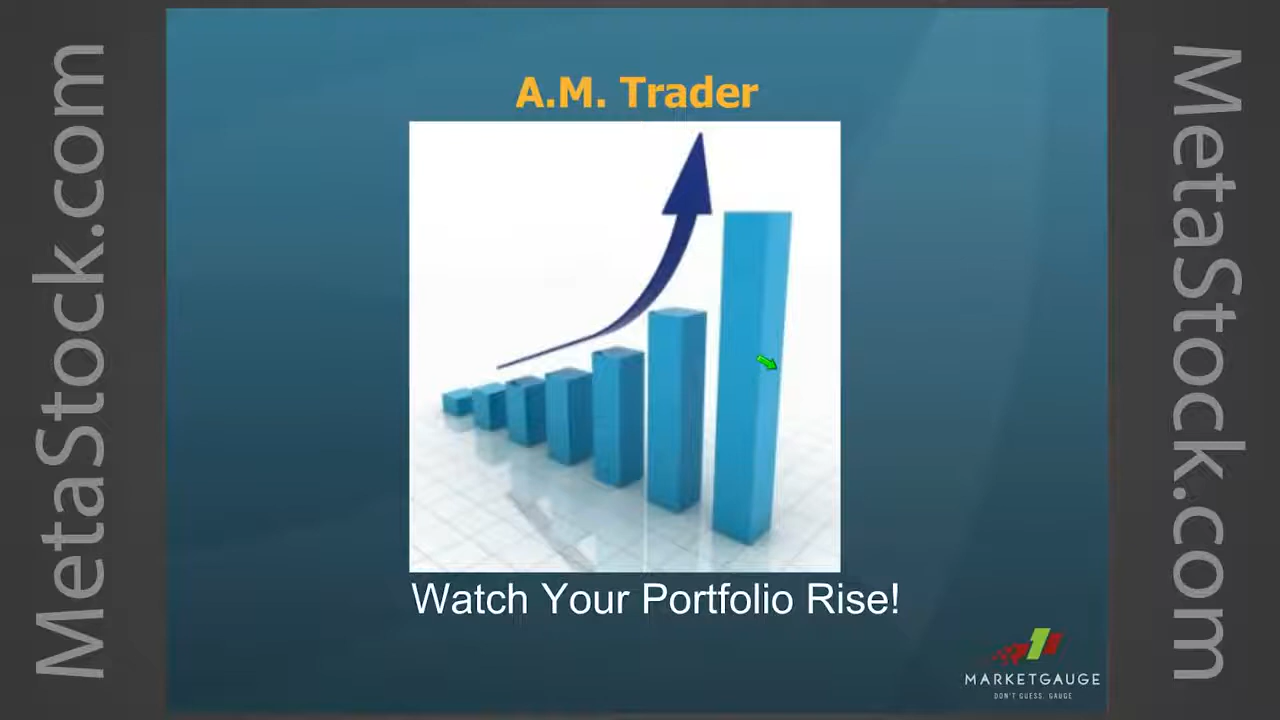 MetaStock.com
A.M. Trader
Watch Your Portfolio Rise!
MARKETGAUGE
DON'T GUESS. GAUGE
MetaStock.com